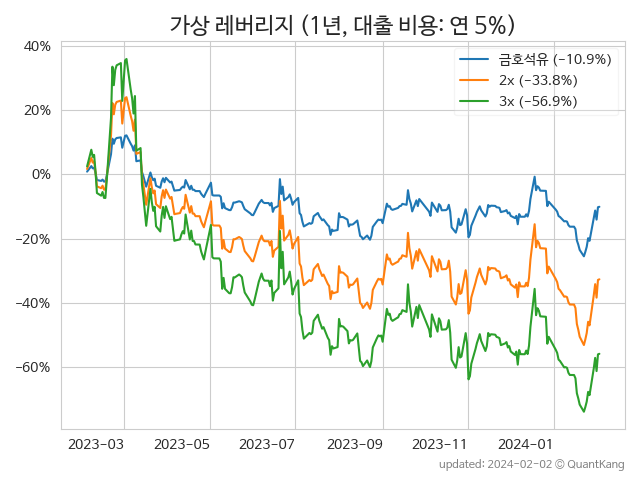 가상 레버리지 (1년, 대출 비용: 연 5%)
금호석유 (−10.9%)
2x (−33.8%)
3x (−56.9%)
40%
20%
0%
−20%
−40%
−60%
2023-03 2023-05 2023-07 2023-09 2023-11 2024-01
updated: 2024-02-02 © QuantKang